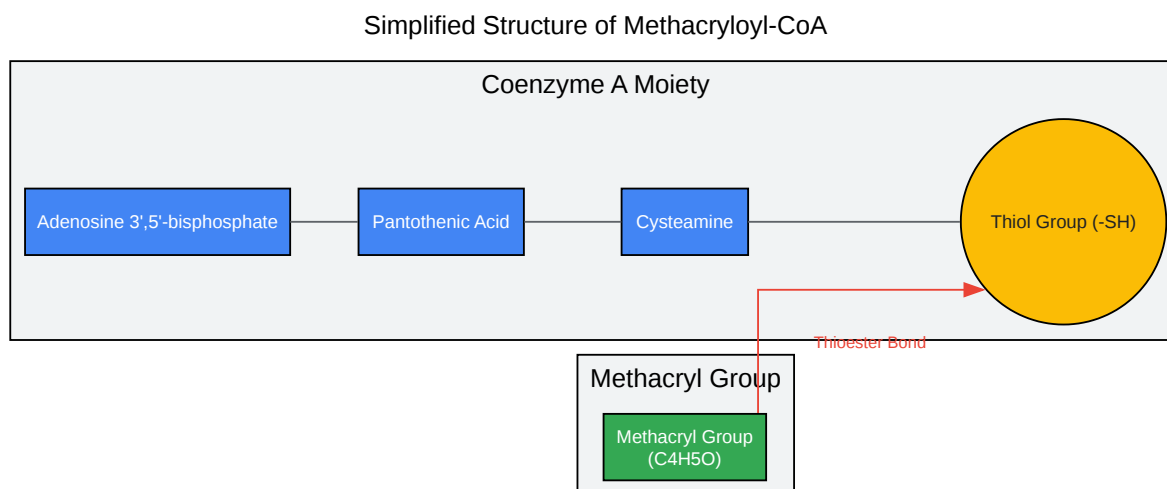 Simplified Structure of Methacryloyl-CoA
Coenzyme A Moiety
Adenosine 3',5'-bisphosphate
Pantothenic Acid
Cysteamine
Thiol Group (-SH)
Thioester Bond
Methacryl Group
Methacryl Group
(C4H5O)